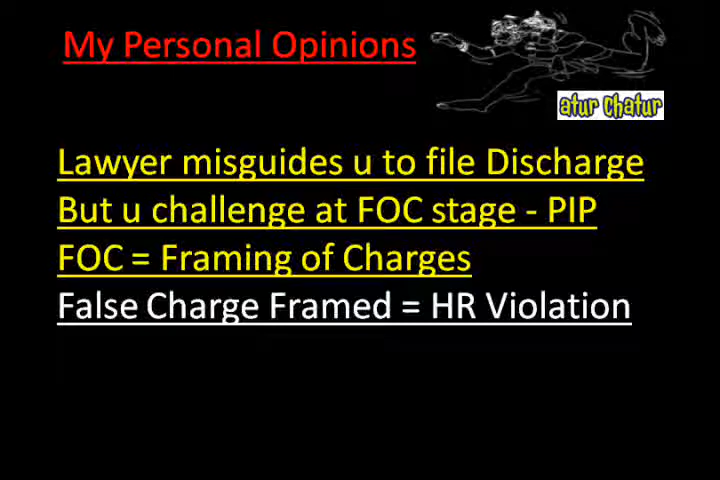 My Personal Opinions
atur chatur
Lawyer misguides u to file Discharge
But u challenge at FOC stage - PIP
FOC = Framing of Charges
False Charge Framed = HR Violation